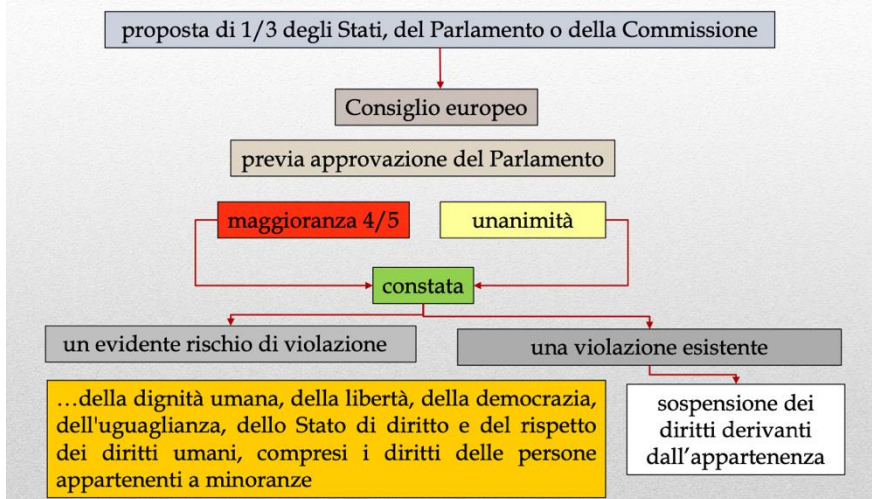 proposta di 1/3 degli Stati, del Parlamento o della Commissione
Consiglio europeo
previa approvazione del Parlamento
maggioranza 4/5
unanimità
constata
un evidente rischio di violazione
una violazione esistente
…della dignità umana, della libertà, della democrazia,
dell'uguaglianza, dello Stato di diritto e del rispetto
dei diritti umani, compresi i diritti delle persone
appartenenti a minoranze
sospensione dei
diritti derivanti
dall’appartenenza